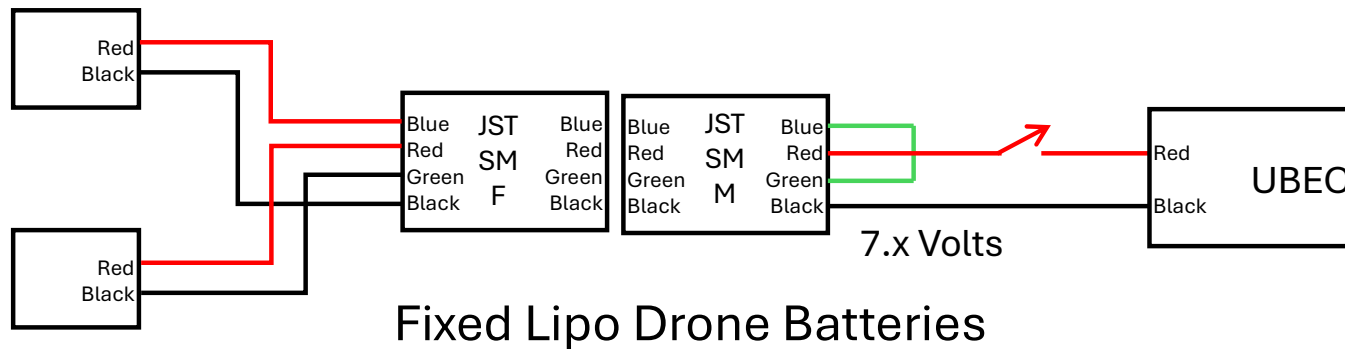 Red
Black
Red
Black
Blue
Red
Green
Black
JST
SM
F
Blue
Red
Green
Black
Blue
Red
Green
Black
JST
SM
M
Blue
Red
Green
Black
Red
Black
UBEC
7.x Volts
Fixed Lipo Drone Batteries